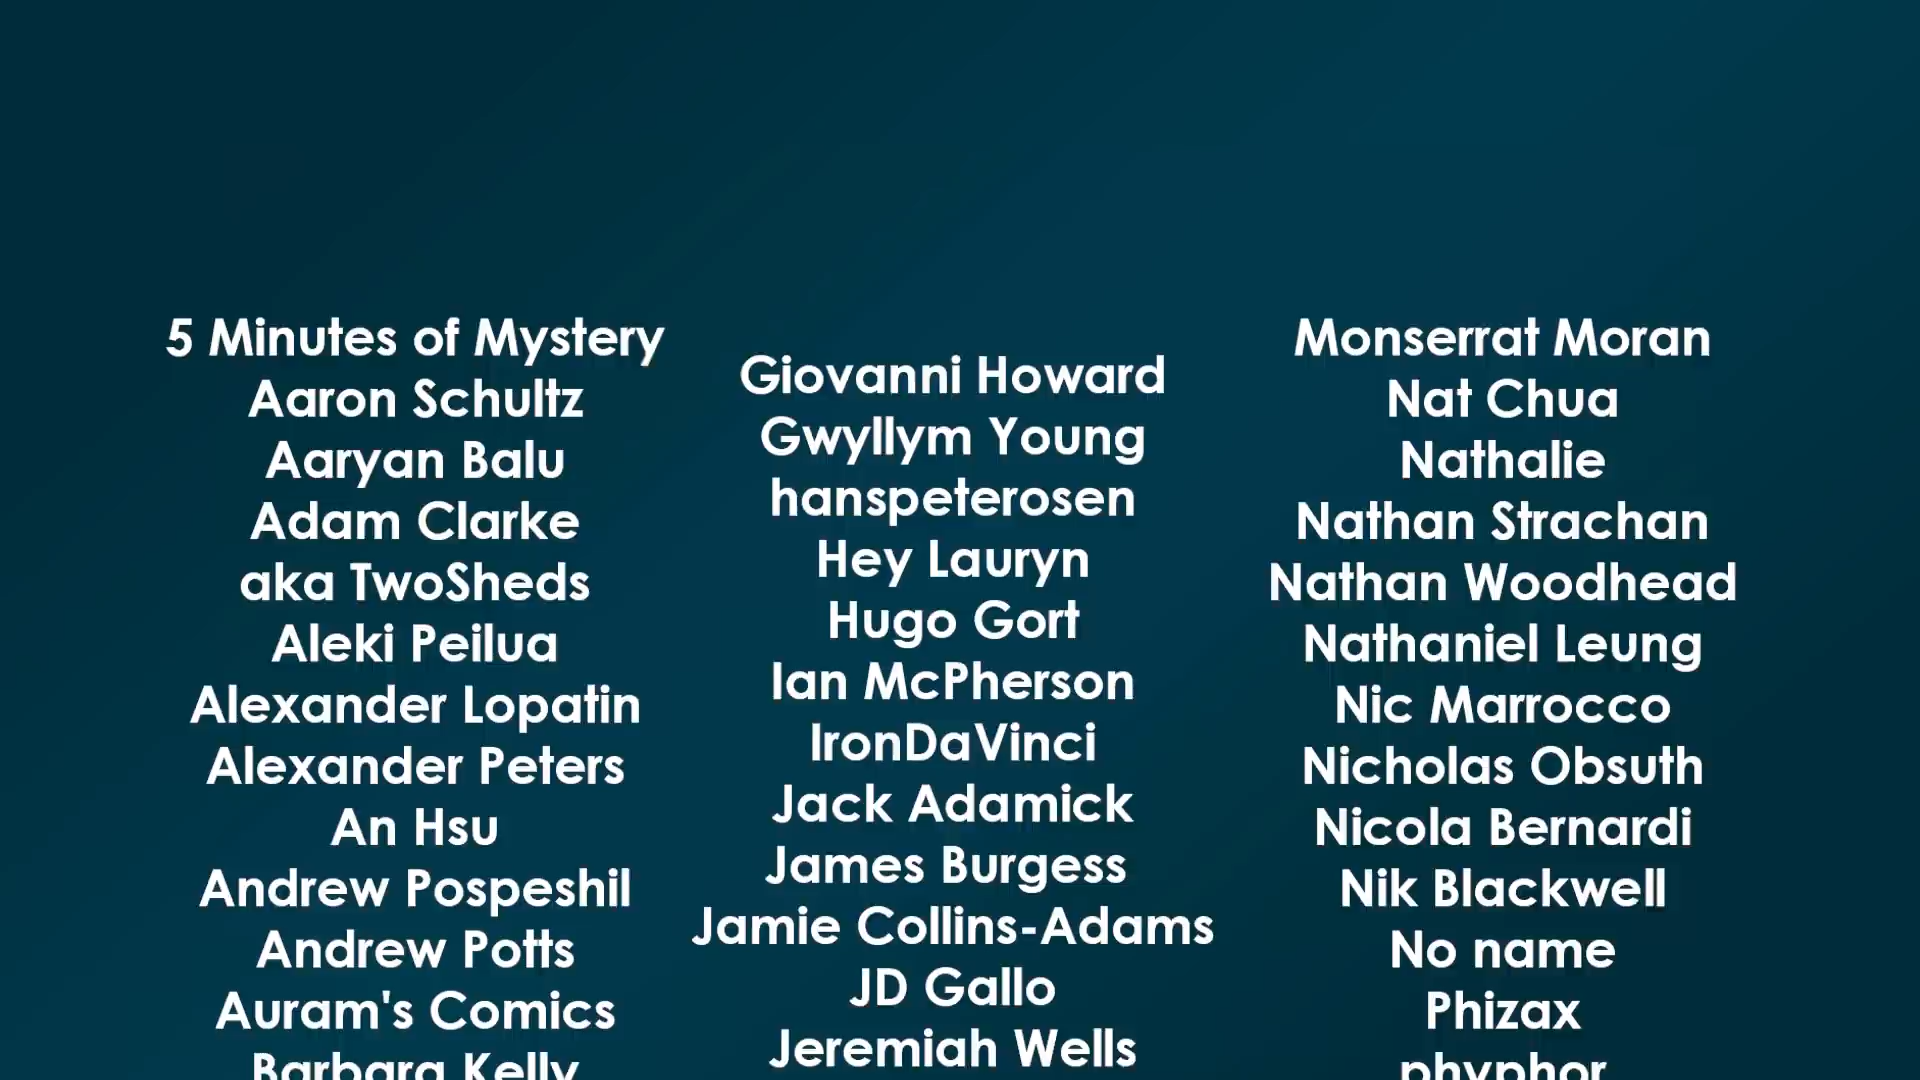 5 Minutes of Mystery
Aaron Schultz
Aaryan Balu
Adam Clarke
aka TwoSheds
Aleki Peilua
Alexander Lopatin
Alexander Peters
An Hsu
Andrew Pospeshil
Andrew Potts
Auram's Comics
Barbara Kelly
Giovanni Howard
Gwyllym Young
hanspeterosen
Hey Lauryn
Hugo Gort
Ian McPherson
IronDaVinci
Jack Adamick
James Burgess
Jamie Collins-Adams
JD Gallo
Jeremiah Wells
Monserrat Moran
Nat Chua
Nathalie
Nathan Strachan
Nathan Woodhead
Nathaniel Leung
Nic Marrocco
Nicholas Obsuth
Nicola Bernardi
Nik Blackwell
No name
Phizax
phyphor